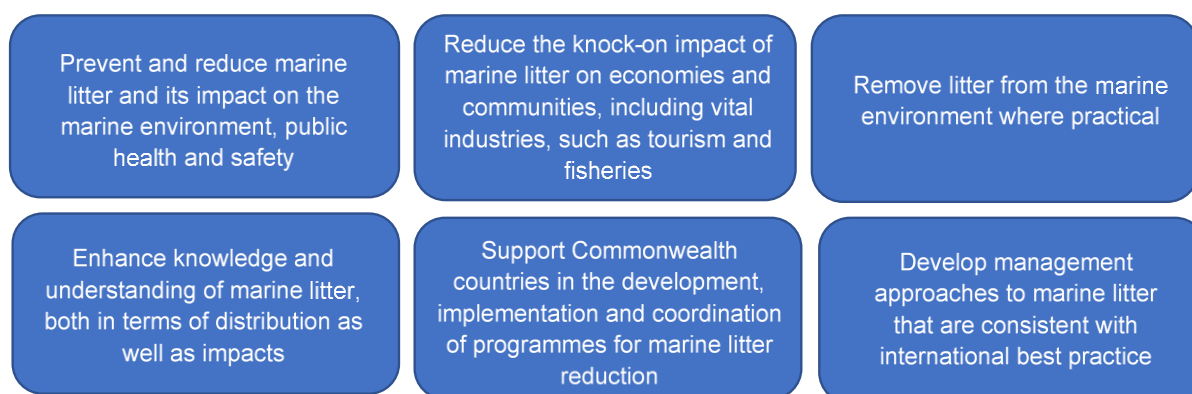 Prevent and reduce marine
litter and its impact on the
marine environment, public
health and safety
Reduce the knock-on impact of
marine litter on economies and
communities, including vital
industries, such as tourism and
fisheries
Remove litter from the marine
environment where practical
Enhance knowledge and
understanding of marine litter,
both in terms of distribution as
well as impacts
Support Commonwealth
countries in the development,
implementation and coordination
of programmes for marine litter
reduction
Develop management
approaches to marine litter
that are consistent with
international best practice